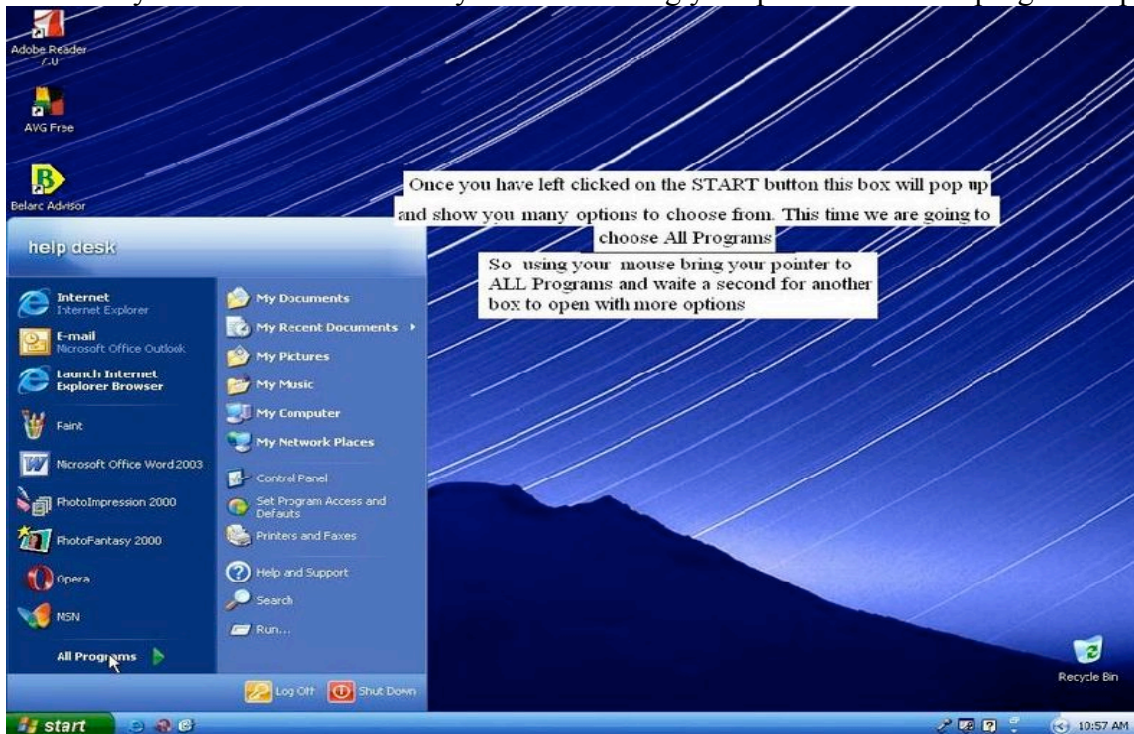 Adobe Reader
7.0
AVG Free
Belarc Advisor
Once you have left clicked on the START button this box will pop up
and show you many options to choose from. This time we are going to
choose All Programs
So using your mouse bring your pointer to
ALL Programs and waite a second for another
box to open with more options
help desk
Internet
Internet Explorer
E-mail
Microsoft Office Outlook
Launch Internet
Explorer Browser
Paint
Microsoft Office Word 2003
PhotoImpression 2000
PhotoFantasy 2000
Opera
MSN
All Programs
My Documents
My Recent Documents
My Pictures
My Music
My Computer
My Network Places
Control Panel
Set Program Access and
Defaults
Printers and Faxes
Help and Support
Search
Run...
Log Off
Shut Down
Recycle Bin
start
10:57 AM